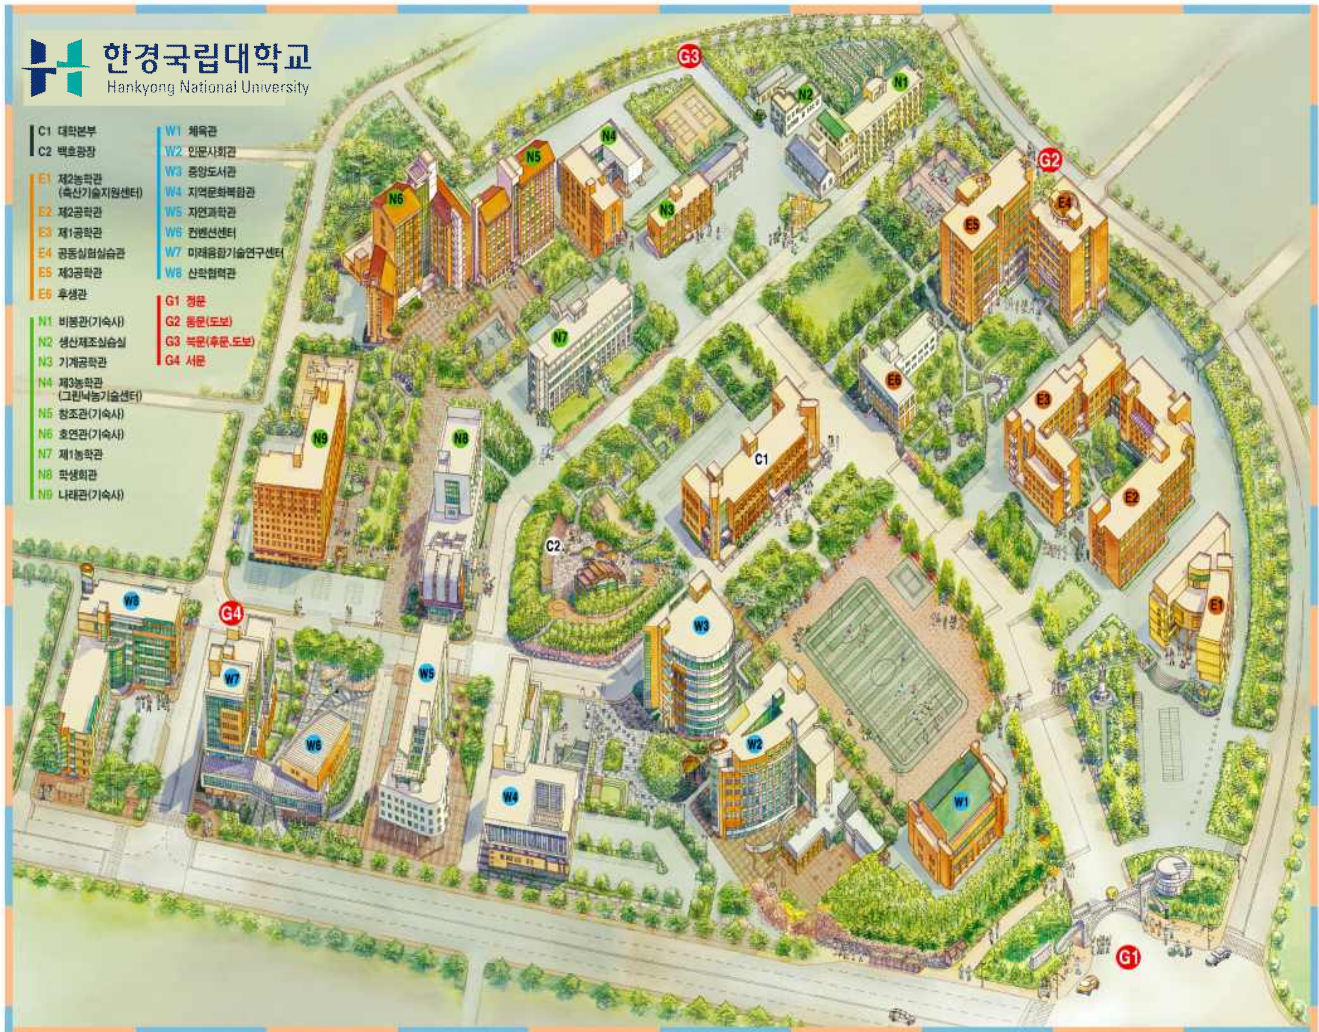 한경국립대학교
Hankyong National University
C1 대학본부
C2 백호광장
E1 제2농학관
(축산기술지원센터)
E2 제2공학관
E3 제1공학관
E4 공동실험실습관
E5 제3공학관
E6 후생관
N1 비봉관(기숙사)
N2 생산제조실습실
N3 기계공학관
N4 제3농학관
(그린낙농기술센터)
N5 창조관(기숙사)
N6 호연관(기숙사)
N7 제1농학관
N8 학생회관
N9 나래관(기숙사)
W1 체육관
W2 인문사회관
W3 중앙도서관
W4 지역문화복합관
W5 자연과학관
W6 컨벤션센터
W7 미래융합기술연구센터
W8 산학협력관
G1 정문
G2 동문(도보)
G3 북문(후문.도보)
G4 서문
G3
N1
N2
N4
N5
G2
N6
N3
E4
E5
N7
E6
E3
N9
N8
C1
E2
C2
W8
G4
E1
W3
W7
W5
W6
W2
W4
W1
G1